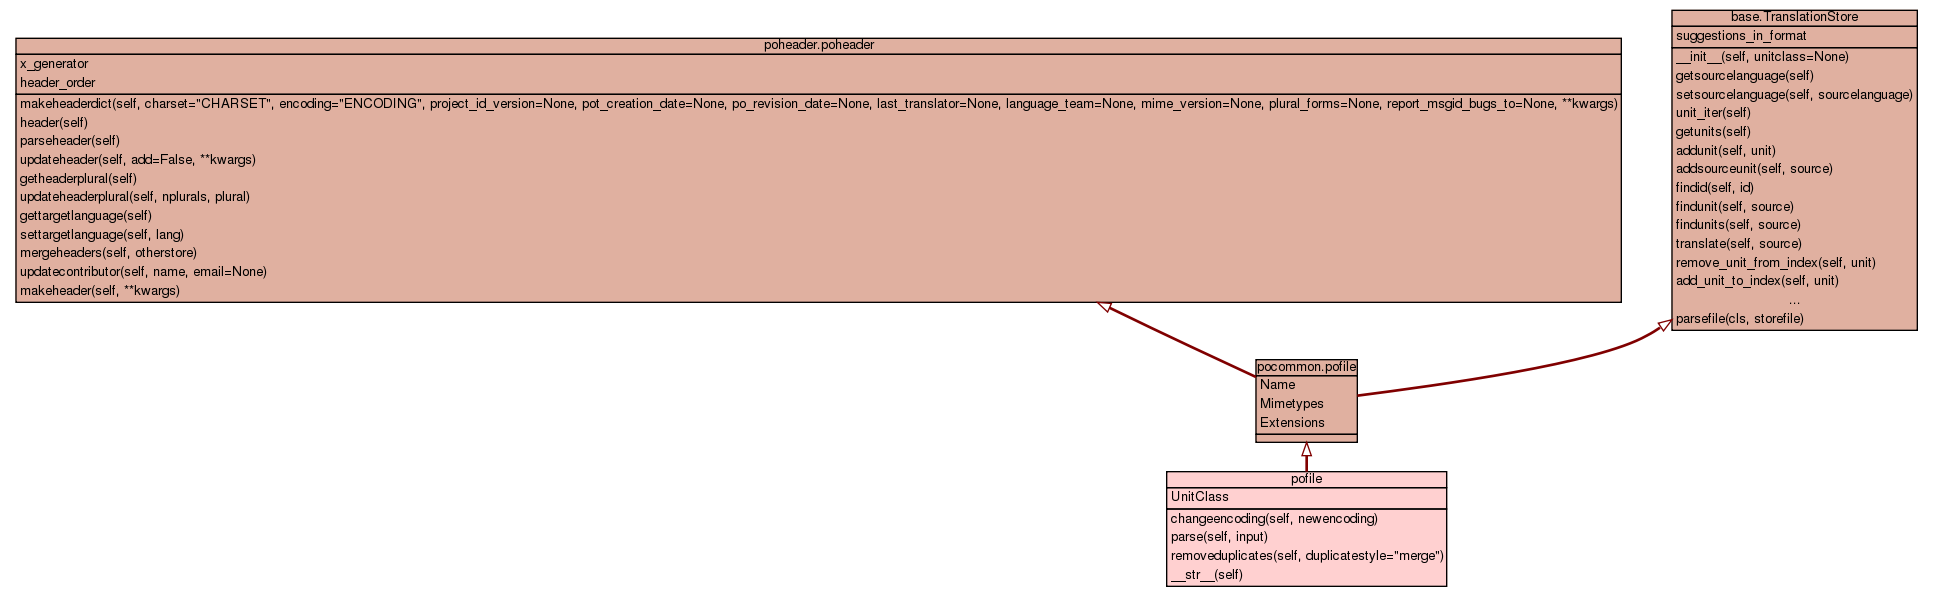 poheader.poheader
x_generator
header_order
makeheaderdict(self, charset="CHARSET", encoding="ENCODING", project_id_version=None, pot_creation_date=None, po_revision_date=None, last_translator=None, language_team=None, mime_version=None, plural_forms=None, report_msgid_bugs_to=None, **kwargs)
header(self)
parseheader(self)
updateheader(self, add=False, **kwargs)
getheaderplural(self)
updateheaderplural(self, nplurals, plural)
gettargetlanguage(self)
settargetlanguage(self, lang)
mergeheaders(self, otherstore)
updatecontributor(self, name, email=None)
makeheader(self, **kwargs)
base.TranslationStore
suggestions_in_format
__init__(self, unitclass=None)
getsourcelanguage(self)
setsourcelanguage(self, sourcelanguage)
unit_iter(self)
getunits(self)
addunit(self, unit)
addsourceunit(self, source)
findid(self, id)
findunit(self, source)
findunits(self, source)
translate(self, source)
remove_unit_from_index(self, unit)
add_unit_to_index(self, unit)
...
parsefile(cls, storefile)
pocommon.pofile
Name
Mimetypes
Extensions
pofile
UnitClass
changeencoding(self, newencoding)
parse(self, input)
removeduplicates(self, duplicatestyle="merge")
__str__(self)